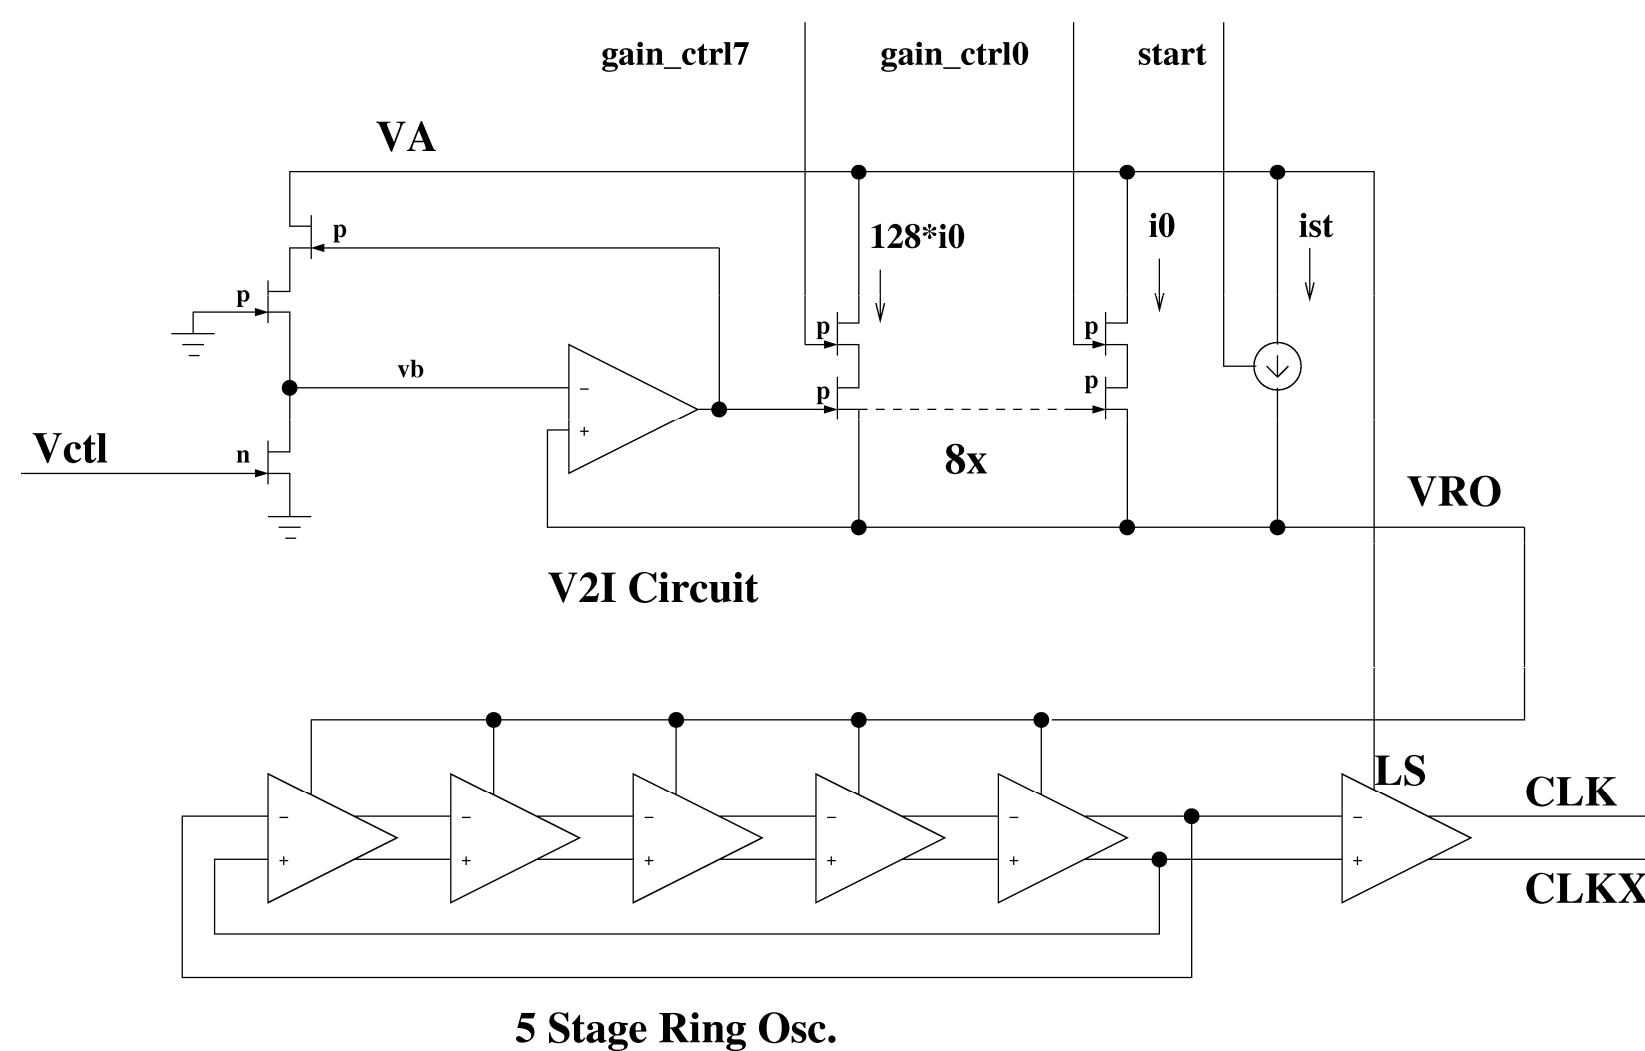 gain_ctrl7 gain_ctrl0 start
VA
p
128*i0 i0 ist
p
p p
vb
p p
− +
Vctl n
8x
VRO
V2I Circuit
LS
CLK
− − − − − −
+ + + + + +
CLKX
5 Stage Ring Osc.